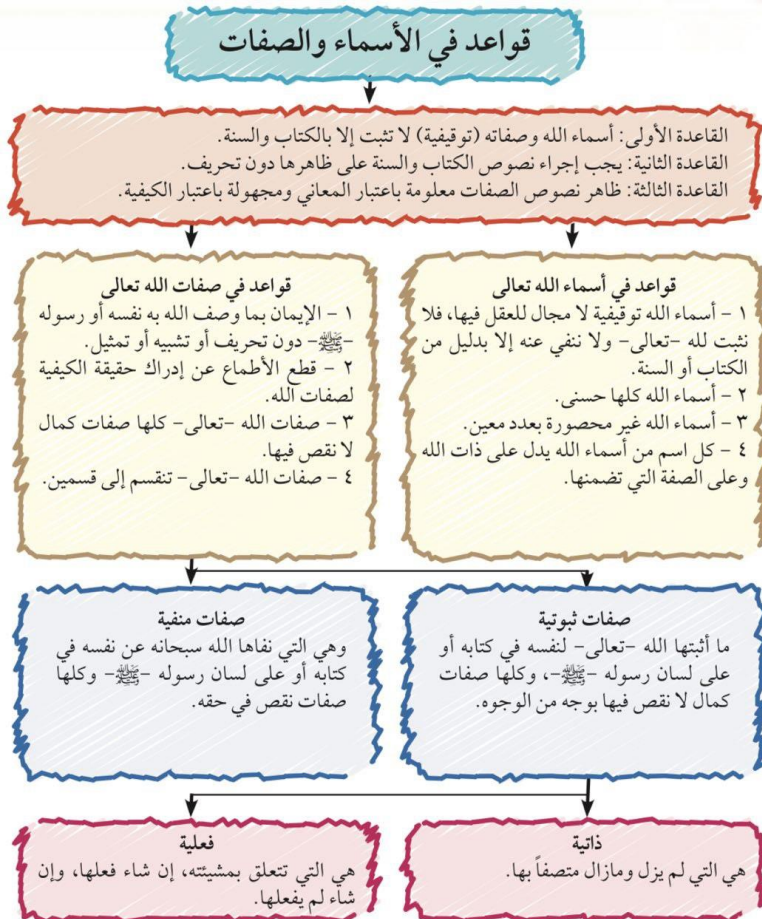 قواعد في الأسماء والصفات
القاعدة الأولى: أسماء الله وصفاته (توقيفية) لا تثبت إلا بالكتاب والسنة.
القاعدة الثانية: يجب إجراء نصوص الكتاب والسنة على ظاهرها دون تحريف.
القاعدة الثالثة: ظاهر نصوص الصفات معلومة باعتبار المعاني ومجهولة باعتبار الكيفية.
قواعد في أسماء الله تعالى
١ - أسماء الله توقيفية لا مجال للعقل فيها، فلا
نثبت لله -تعالى- ولا ننفي عنه إلا بدليل من
الكتاب أو السنة.
٢ - أسماء الله كلها حسنى.
٣ - أسماء الله غير محصورة بعدد معين.
٤ - كل اسم من أسماء الله يدل على ذات الله
وعلى الصفة التي تضمنها.
قواعد في صفات الله تعالى
١ - الإيمان بما وصف الله به نفسه أو رسوله
-ﷺ- دون تحريف أو تشبيه أو تمثيل.
٢ - قطع الأطماع عن إدراك حقيقة الكيفية
لصفات الله.
٣ - صفات الله -تعالى- كلها صفات كمال
لا نقص فيها.
٤ - صفات الله -تعالى- تنقسم إلى قسمين.
صفات ثبوتية
ما أثبتها الله -تعالى- لنفسه في كتابه أو
على لسان رسوله -ﷺ-، وكلها صفات
كمال لا نقص فيها بوجه من الوجوه.
صفات منفية
وهي التي نفاها الله سبحانه عن نفسه في
كتابه أو على لسان رسوله -ﷺ- وكلها
صفات نقص في حقه.
ذاتية
هي التي لم يزل ومازال متصفاً بها.
فعلية
هي التي تتعلق بمشيئته، إن شاء فعلها، وإن
شاء لم يفعلها.